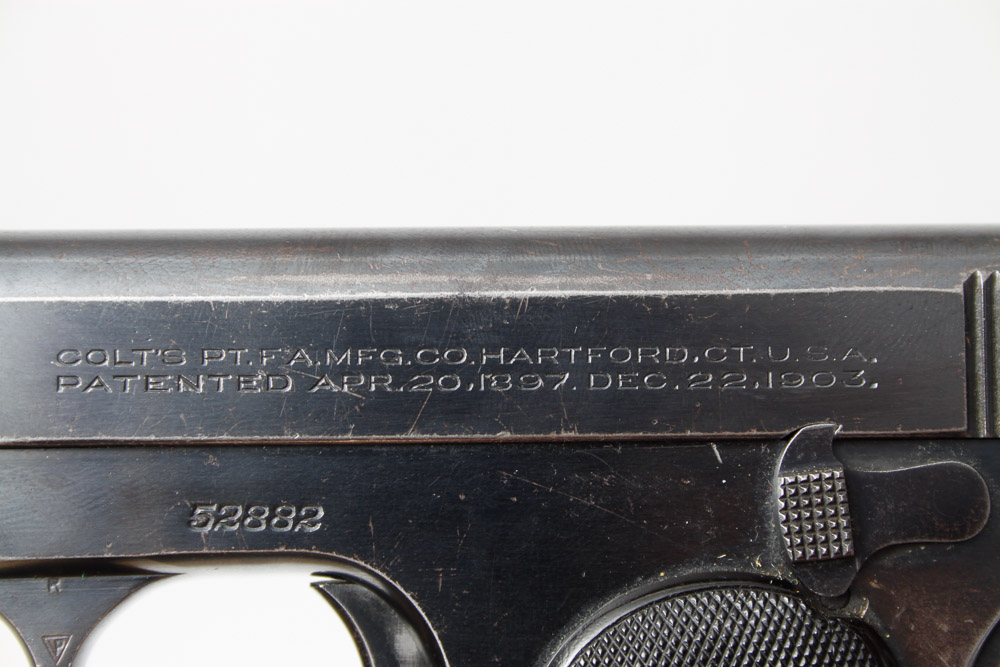 COLT'S PT. F. A. MFG. CO. HARTFORD, CT. U.S.A.
PATENTED APR. 20, 1897. DEC. 22, 1903.
52882
H
P